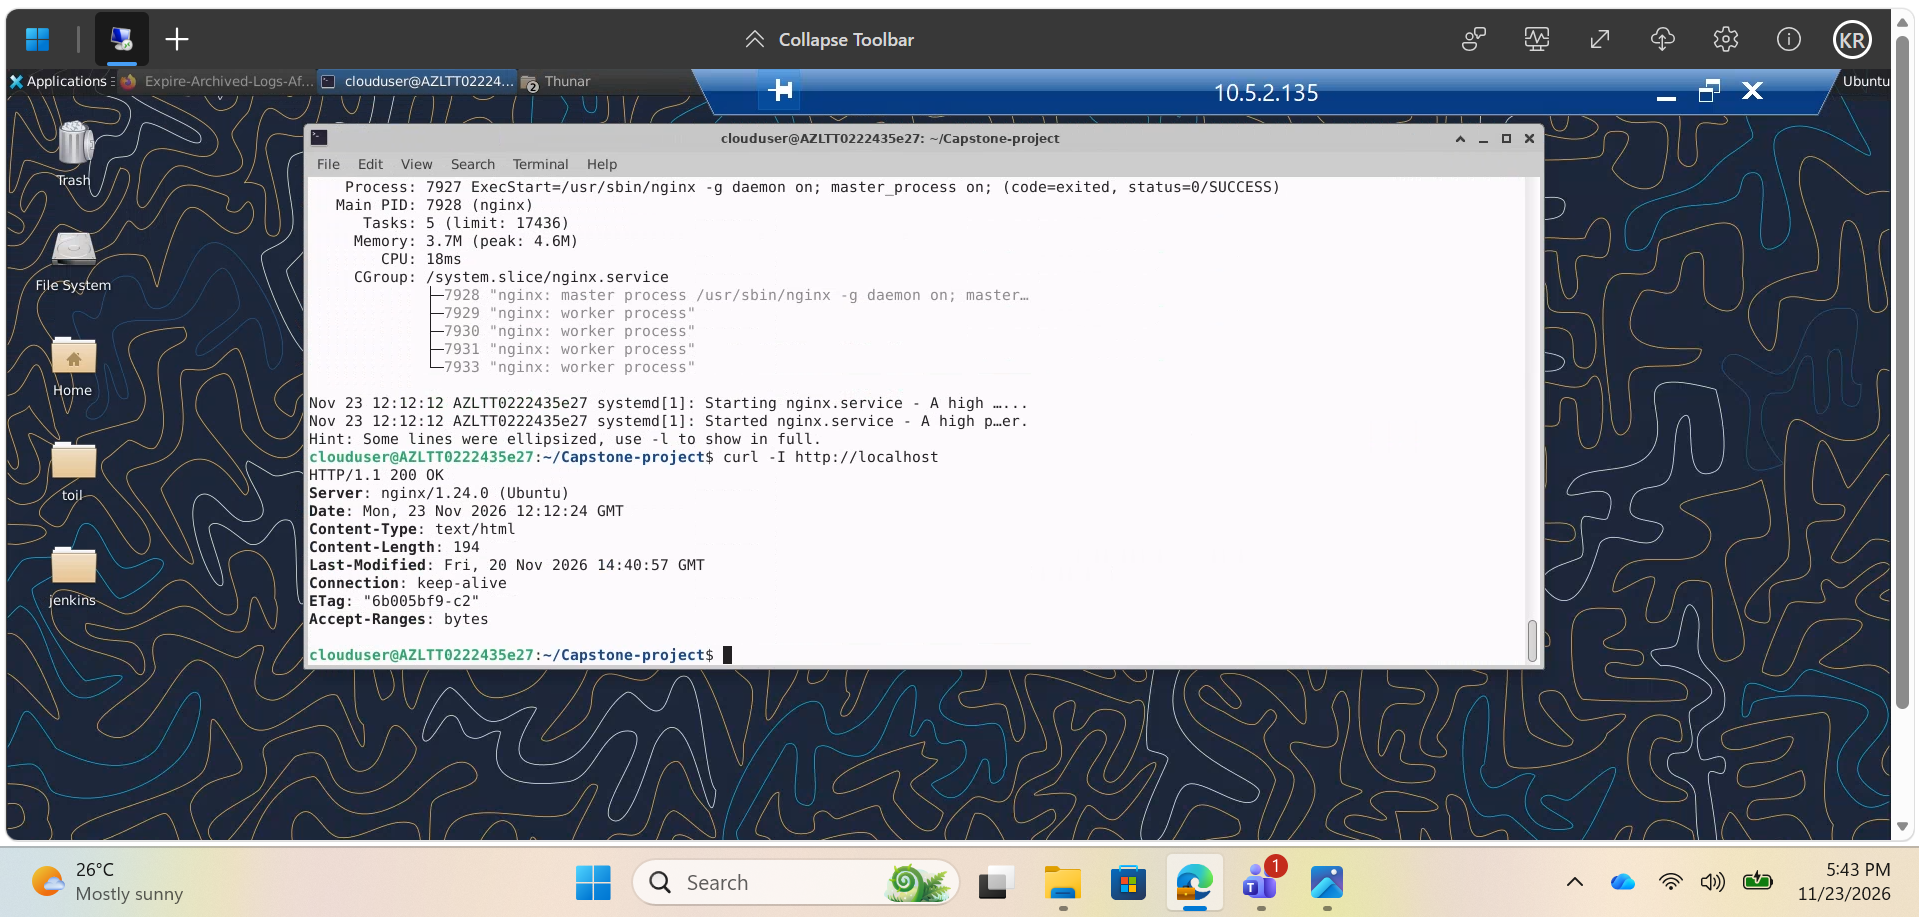 Collapse Toolbar
KR
Applications
Expire-Archived-Logs-Af...
clouduser@AZLTT02224...
2
Thunar
10.5.2.135
Ubuntu
Trash
File System
Home
toil
jenkins
clouduser@AZLTT0222435e27: ~/Capstone-project
File Edit View Search Terminal Help
Process: 7927 ExecStart=/usr/sbin/nginx -g daemon on; master_process on; (code=exited, status=0/SUCCESS)
Main PID: 7928 (nginx)
Tasks: 5 (limit: 17436)
Memory: 3.7M (peak: 4.6M)
CPU: 18ms
CGroup: /system.slice/nginx.service
├─7928 "nginx: master process /usr/sbin/nginx -g daemon on; master…
├─7929 "nginx: worker process"
├─7930 "nginx: worker process"
├─7931 "nginx: worker process"
└─7933 "nginx: worker process"
Nov 23 12:12:12 AZLTT0222435e27 systemd[1]: Starting nginx.service - A high …...
Nov 23 12:12:12 AZLTT0222435e27 systemd[1]: Started nginx.service - A high p…er.
Hint: Some lines were ellipsized, use -l to show in full.
clouduser@AZLTT0222435e27:~/Capstone-project$ curl -I http://localhost
HTTP/1.1 200 OK
Server: nginx/1.24.0 (Ubuntu)
Date: Mon, 23 Nov 2026 12:12:24 GMT
Content-Type: text/html
Content-Length: 194
Last-Modified: Fri, 20 Nov 2026 14:40:57 GMT
Connection: keep-alive
ETag: "6b005bf9-c2"
Accept-Ranges: bytes
clouduser@AZLTT0222435e27:~/Capstone-project$
26°C
Mostly sunny
Search
T
1
5:43 PM
11/23/2026